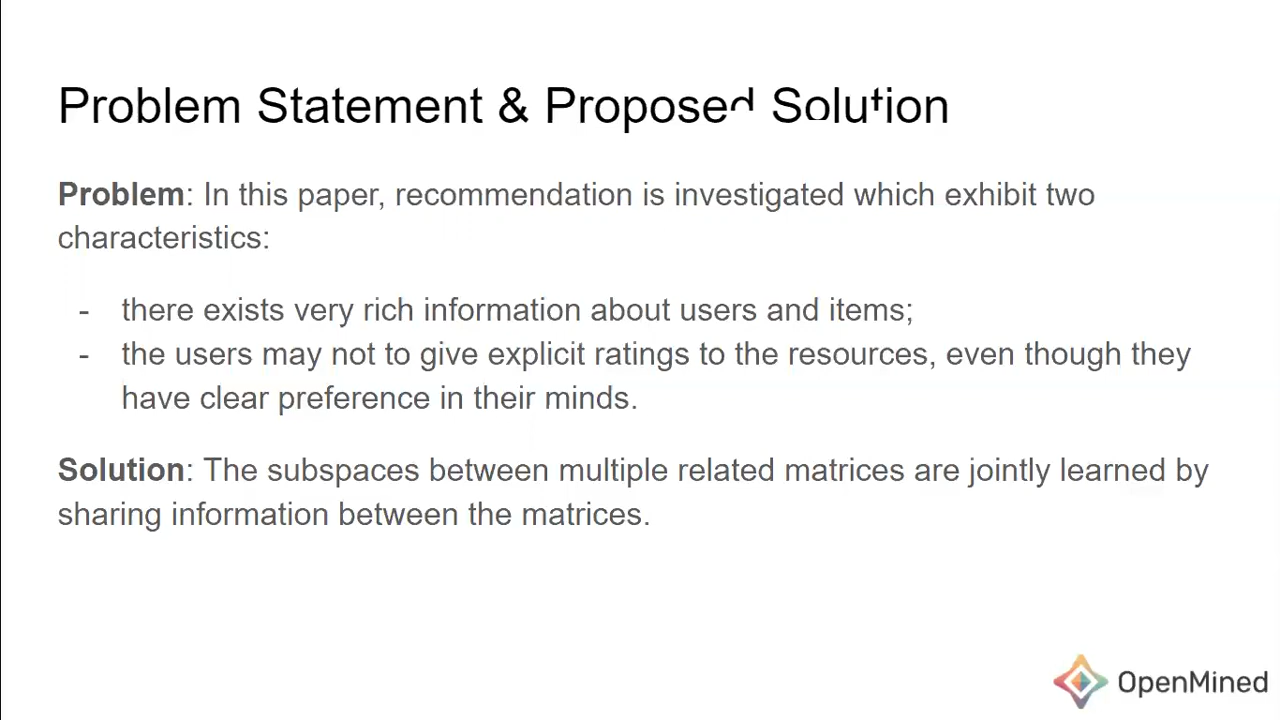 Problem Statement & Proposed Solution
Problem: In this paper, recommendation is investigated which exhibit two
characteristics:
- there exists very rich information about users and items;
- the users may not to give explicit ratings to the resources, even though they
have clear preference in their minds.
Solution: The subspaces between multiple related matrices are jointly learned by
sharing information between the matrices.
OpenMined